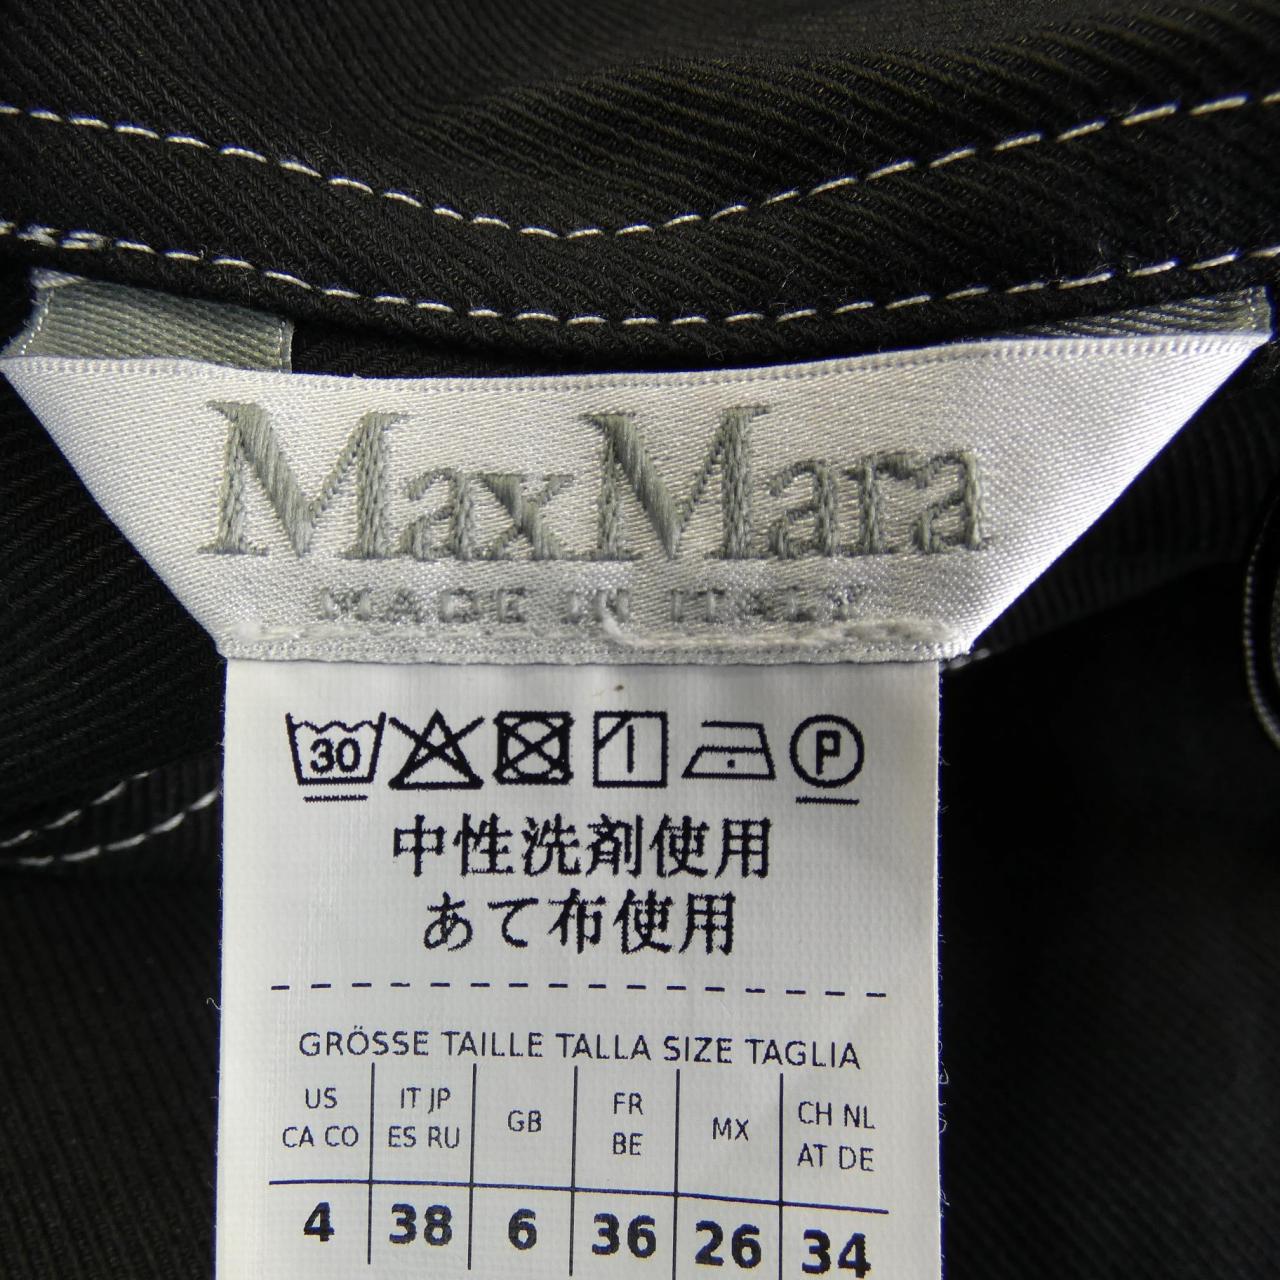 MaxMara
MADE IN ITALY
30 P
中性洗剤使用
あて布使用
GRÖSSE TAILLE TALLA SIZE TAGLIA
US CA CO IT JP ES RU GB FR BE MX CH NL AT DE
4 38 6 36 26 34